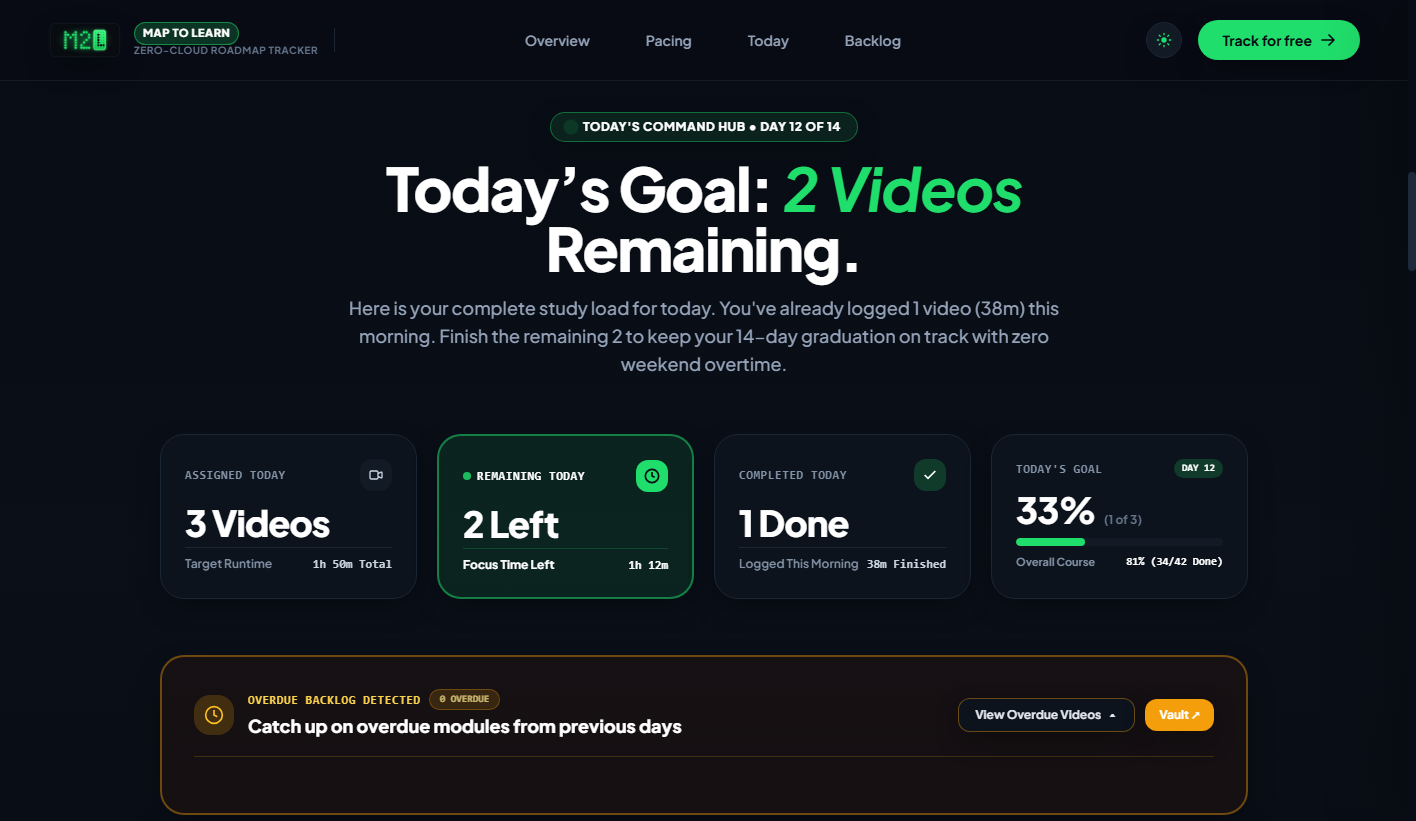 M2L
MAP TO LEARN
ZERO-CLOUD ROADMAP TRACKER
Overview
Pacing
Today
Backlog
Track for free →
TODAY'S COMMAND HUB ● DAY 12 OF 14
Today’s Goal: 2 Videos
Remaining.
Here is your complete study load for today. You've already logged 1 video (38m) this
morning. Finish the remaining 2 to keep your 14-day graduation on track with zero
weekend overtime.
ASSIGNED TODAY
3 Videos
Target Runtime 1h 50m Total
REMAINING TODAY
2 Left
Focus Time Left 1h 12m
COMPLETED TODAY
1 Done
Logged This Morning 38m Finished
TODAY'S GOAL DAY 12
33% (1 of 3)
Overall Course 81% (34/42 Done)
OVERDUE BACKLOG DETECTED 0 OVERDUE
Catch up on overdue modules from previous days
View Overdue Videos
Vault ↗